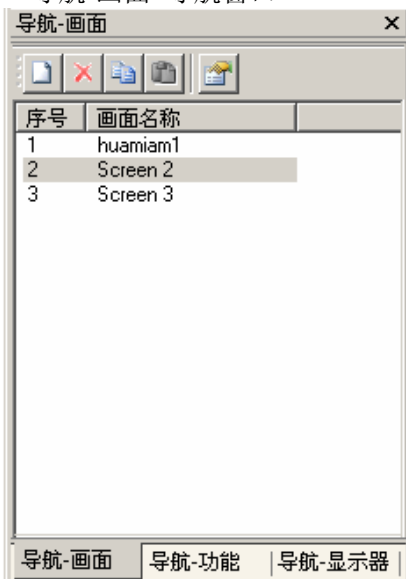 导航-画面
序号 画面名称
1 huamiam1
2 Screen 2
3 Screen 3
导航-画面 导航-功能 导航-显示器